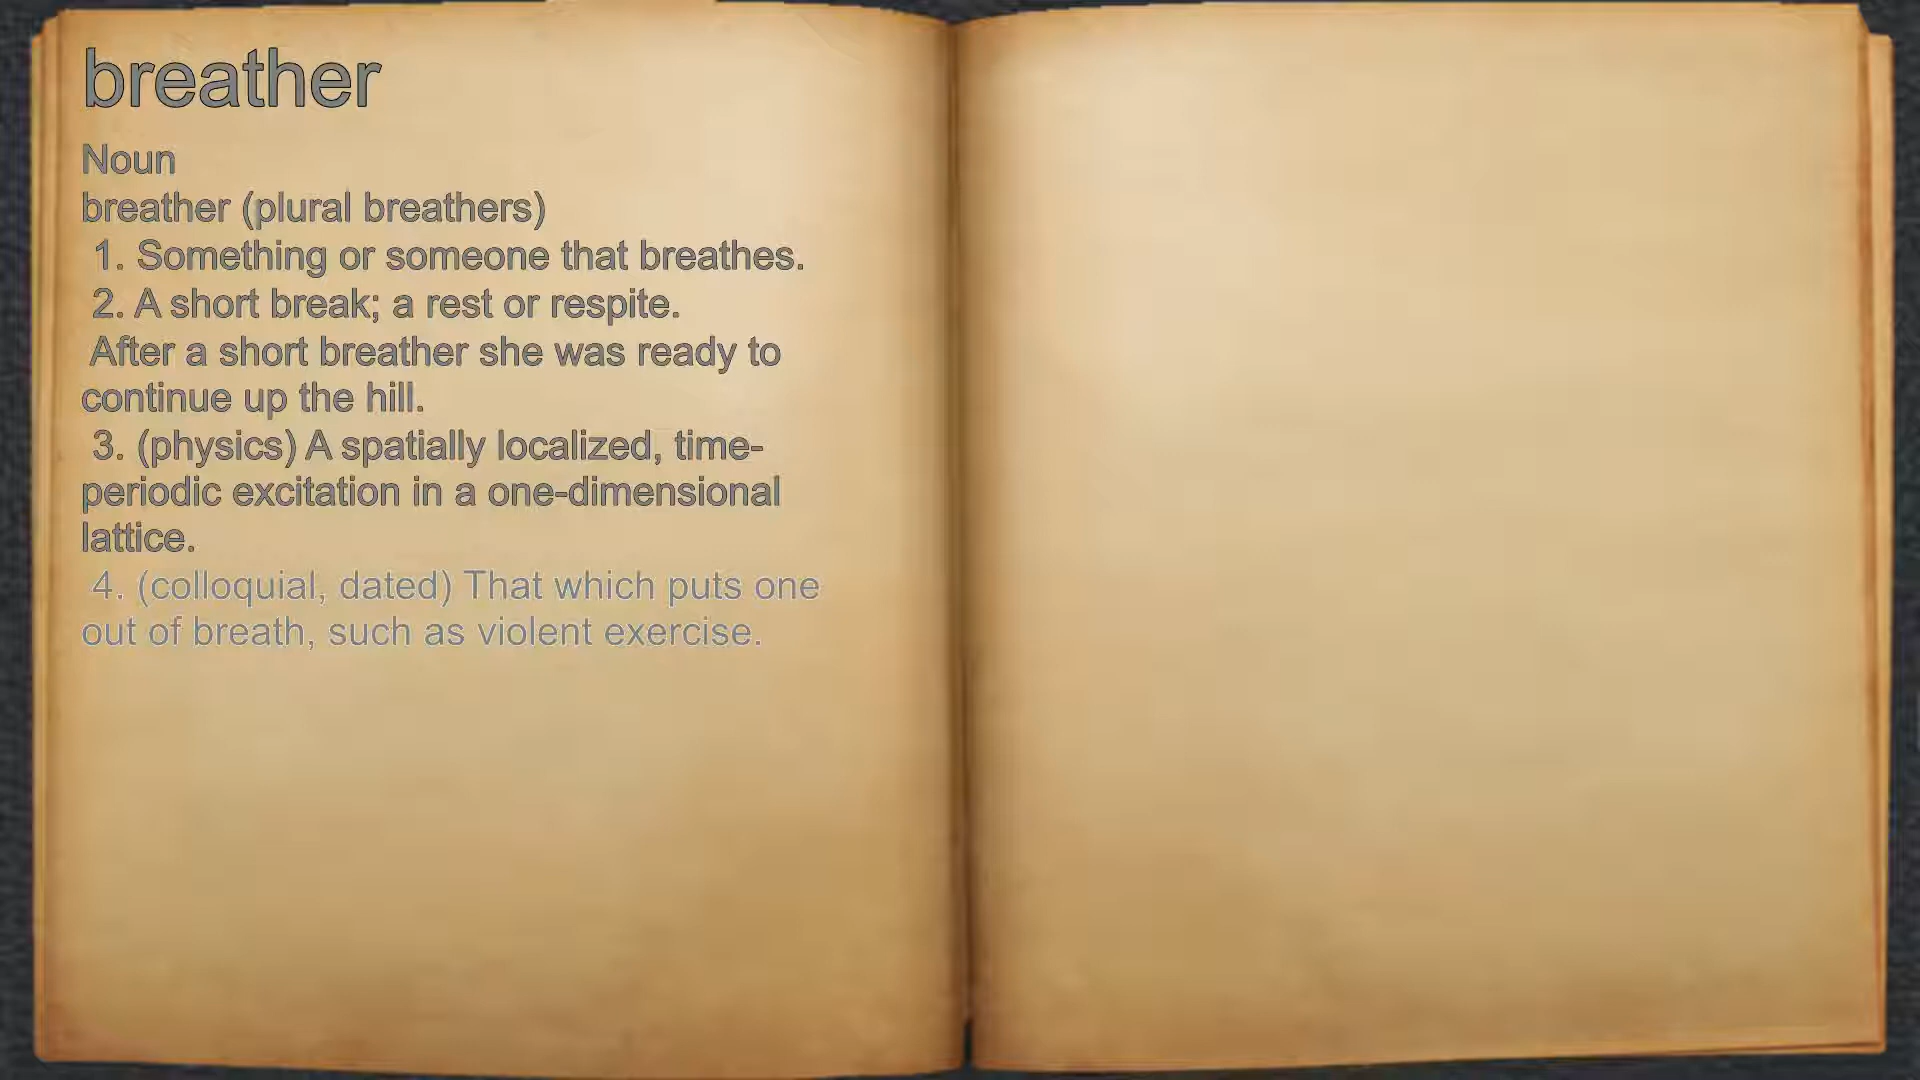 breather
Noun
breather (plural breathers)
1. Something or someone that breathes.
2. A short break; a rest or respite.
After a short breather she was ready to
continue up the hill.
3. (physics) A spatially localized, time-
periodic excitation in a one-dimensional
lattice.
4. (colloquial, dated) That which puts one
out of breath, such as violent exercise.